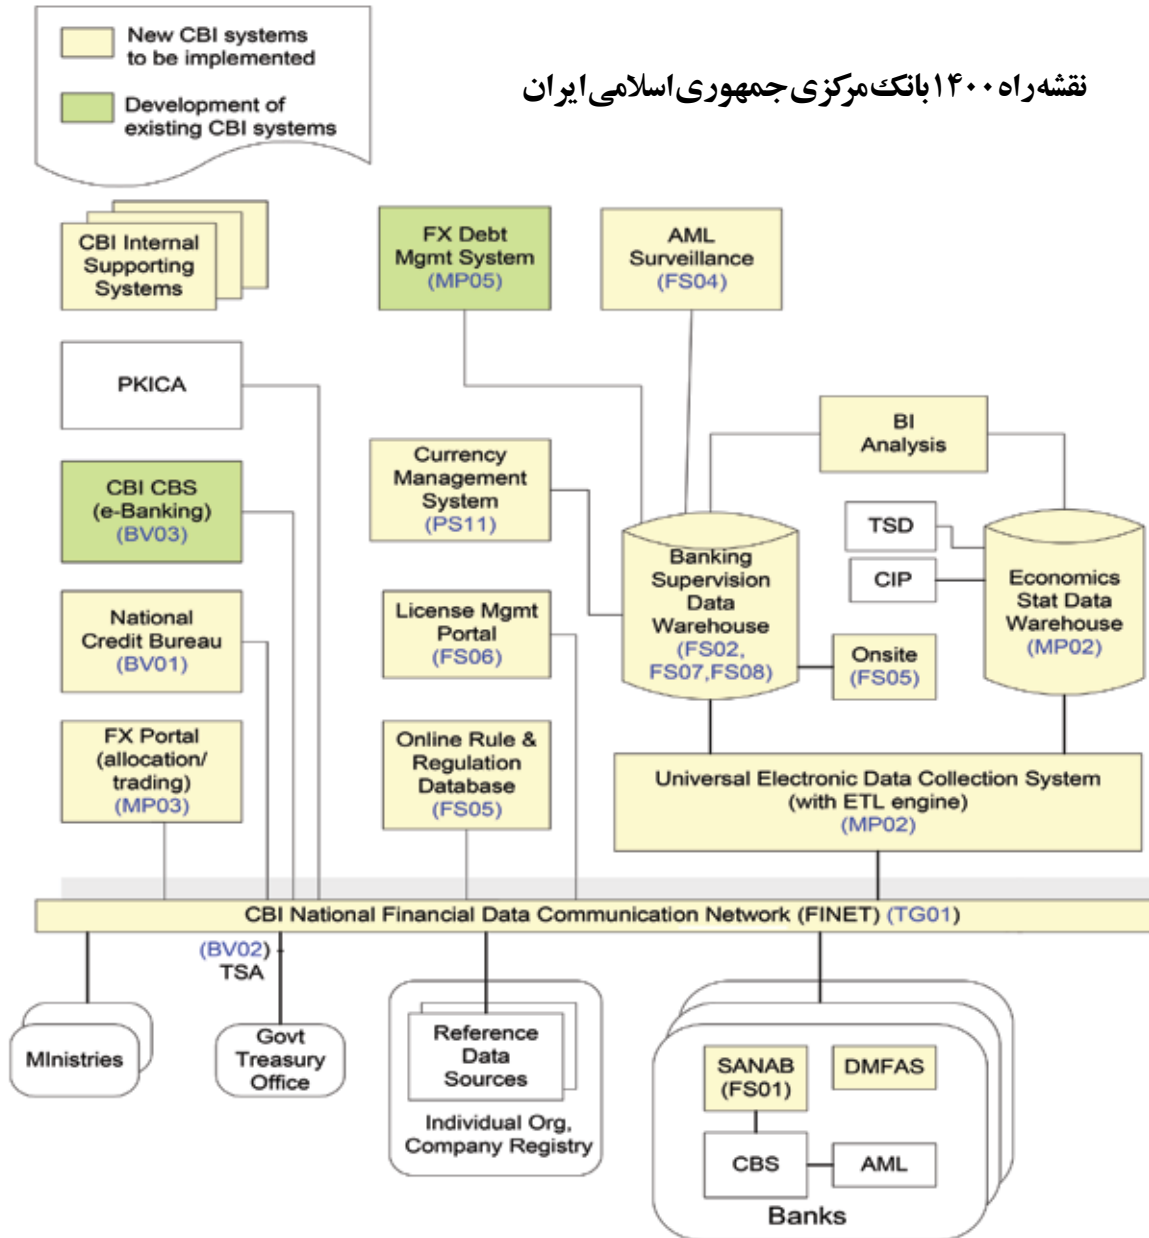 New CBI systems
to be implemented
Development of
existing CBI systems
نقشه راه ۱۴۰۰ بانک مرکزی جمهوری اسلامی ایران
CBI Internal
Supporting
Systems
FX Debt
Mgmt System
(MP05)
AML
Surveillance
(FS04)
PKICA
BI
Analysis
CBI CBS
(e-Banking)
(BV03)
Currency
Management
System
(PS11)
Banking
Supervision
Data
Warehouse
(FS02,
FS07,FS08)
TSD
CIP
Economics
Stat Data
Warehouse
(MP02)
National
Credit Bureau
(BV01)
License Mgmt
Portal
(FS06)
Onsite
(FS05)
FX Portal
(allocation/
trading)
(MP03)
Online Rule &
Regulation
Database
(FS05)
Universal Electronic Data Collection System
(with ETL engine)
(MP02)
CBI National Financial Data Communication Network (FINET) (TG01)
(BV02)
TSA
MInistries
Govt
Treasury
Office
Reference
Data
Sources
Individual Org,
Company Registry
SANAB
(FS01)
DMFAS
CBS
AML
Banks